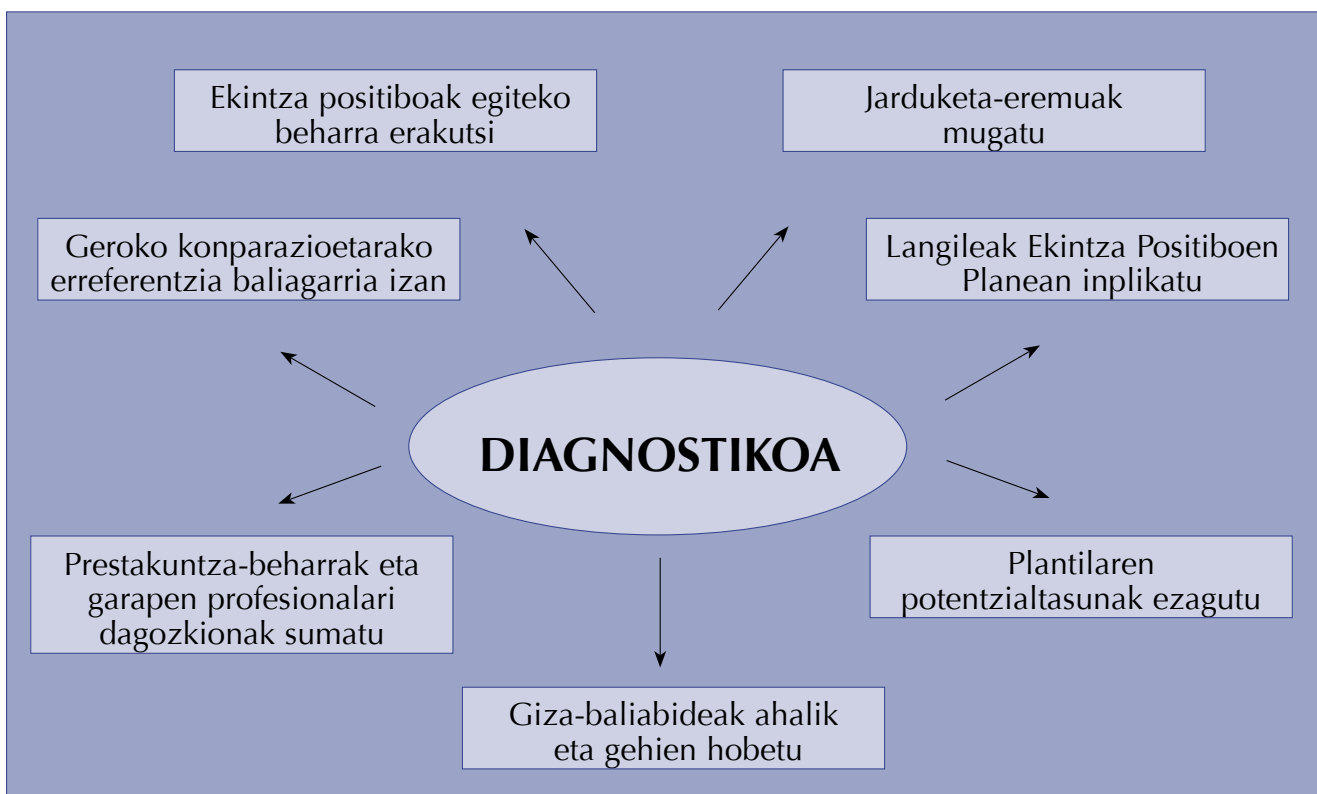 Ekintza positiboak egiteko
beharra erakutsi
Jarduketa-eremuak
mugatu
Geroko konparazioetarako
erreferentzia baliagarria izan
Langileak Ekintza Positiboen
Planean inplikatu
DIAGNOSTIKOA
Prestakuntza-beharrak eta
garapen profesionalari
dagozkionak sumatu
Plantilaren
potentzialtasunak ezagutu
Giza-baliabideak ahalik
eta gehien hobetu